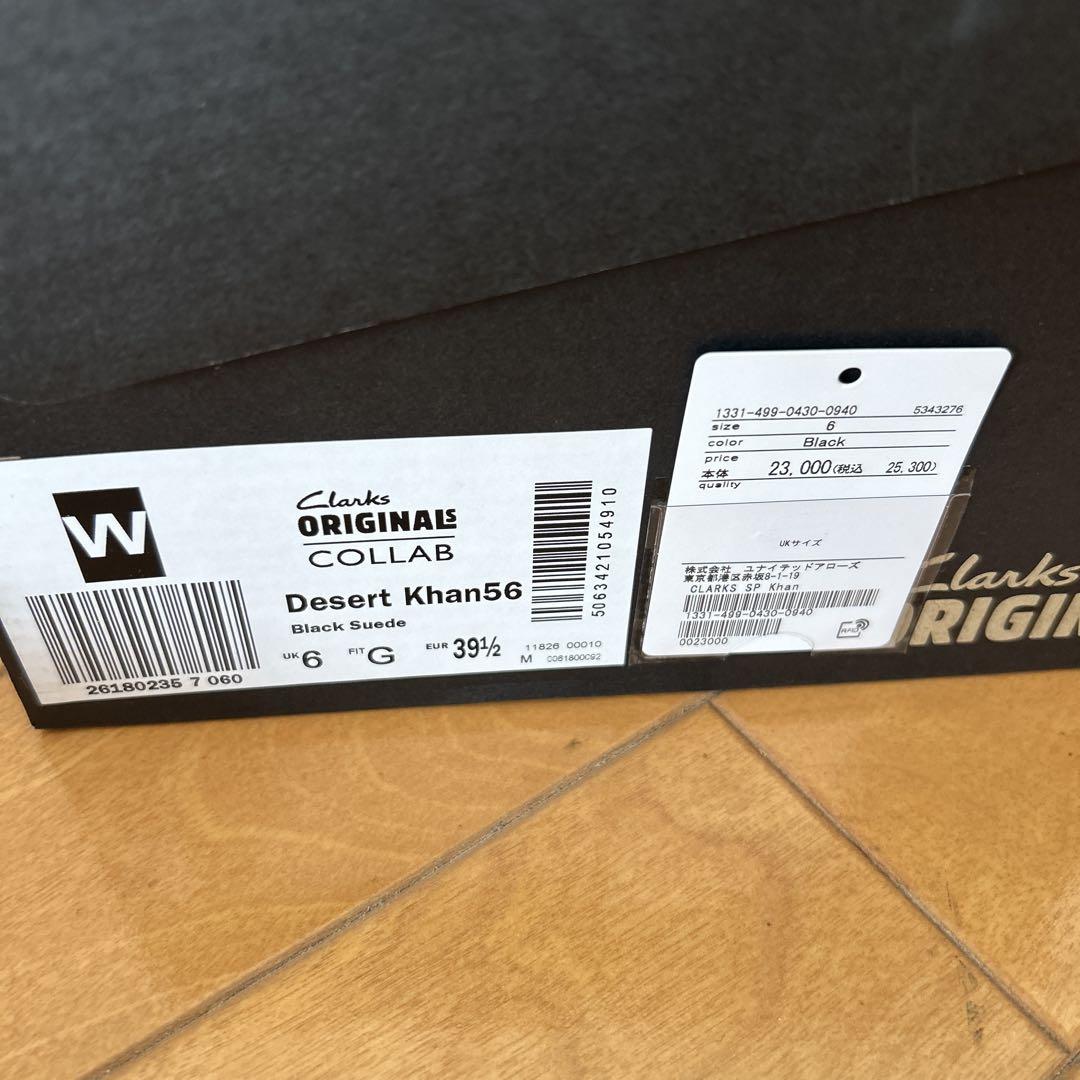 W
Clarks
ORIGINALS
COLLAB
Desert Khan56
Black Suede
UK 6 FIT G EUR 39½
11826 00010
M 0061800092
26180235 7 060
5063421054910
1331-499-0430-0940 5343276
size 6
color Black
price
本体 23,000(税込 25,300)
quality
UKサイズ
株式会社 ユナイテッドアローズ
東京都港区赤坂8-1-19
CLARKS SP Khan
1331-499-0430-0940
0023000
RFID
Clarks
ORIGIN